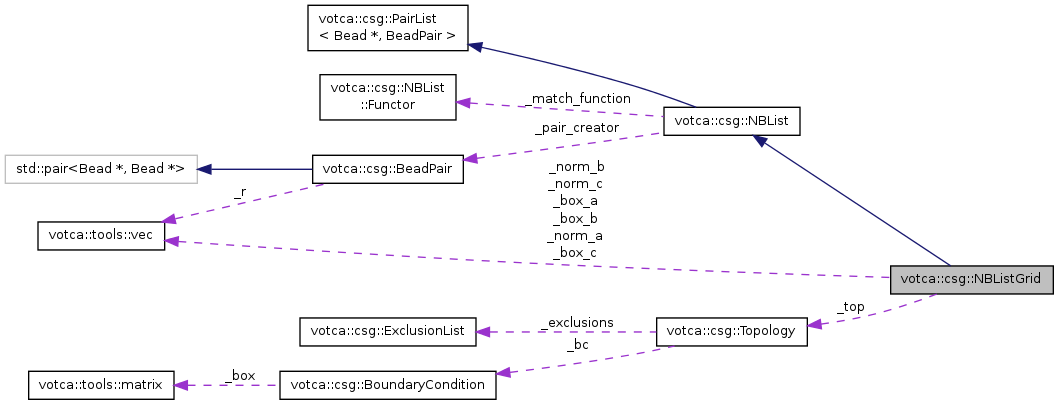 votca::csg::PairList
< Bead *, BeadPair >
votca::csg::NBList
::Functor
_match_function
votca::csg::NBList
_pair_creator
std::pair<Bead *, Bead *>
votca::csg::BeadPair
_norm_b
_norm_c
_box_a
_box_b
_norm_a
_box_c
_r
votca::tools::vec
votca::csg::NBListGrid
_top
votca::csg::ExclusionList
_exclusions
votca::csg::Topology
_bc
votca::tools::matrix
_box
votca::csg::BoundaryCondition